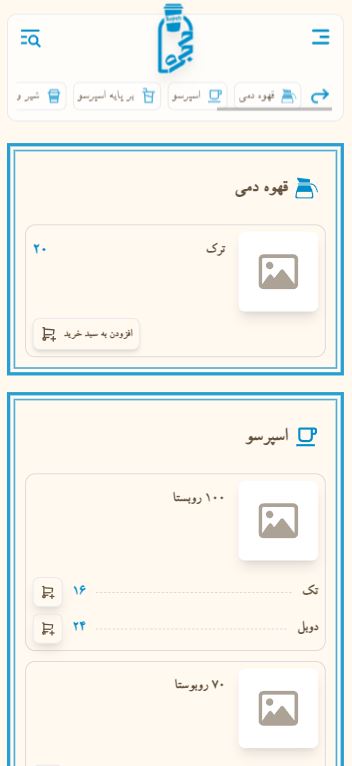 قهوه دمی
اسپرسو
بر پایه اسپرسو
شیر و
قهوه دمی
ترک
۲۰
افزودن به سبد خرید
اسپرسو
۱۰۰ روبستا
تک
۱۶
دوبل
۲۴
۷۰ روبوستا